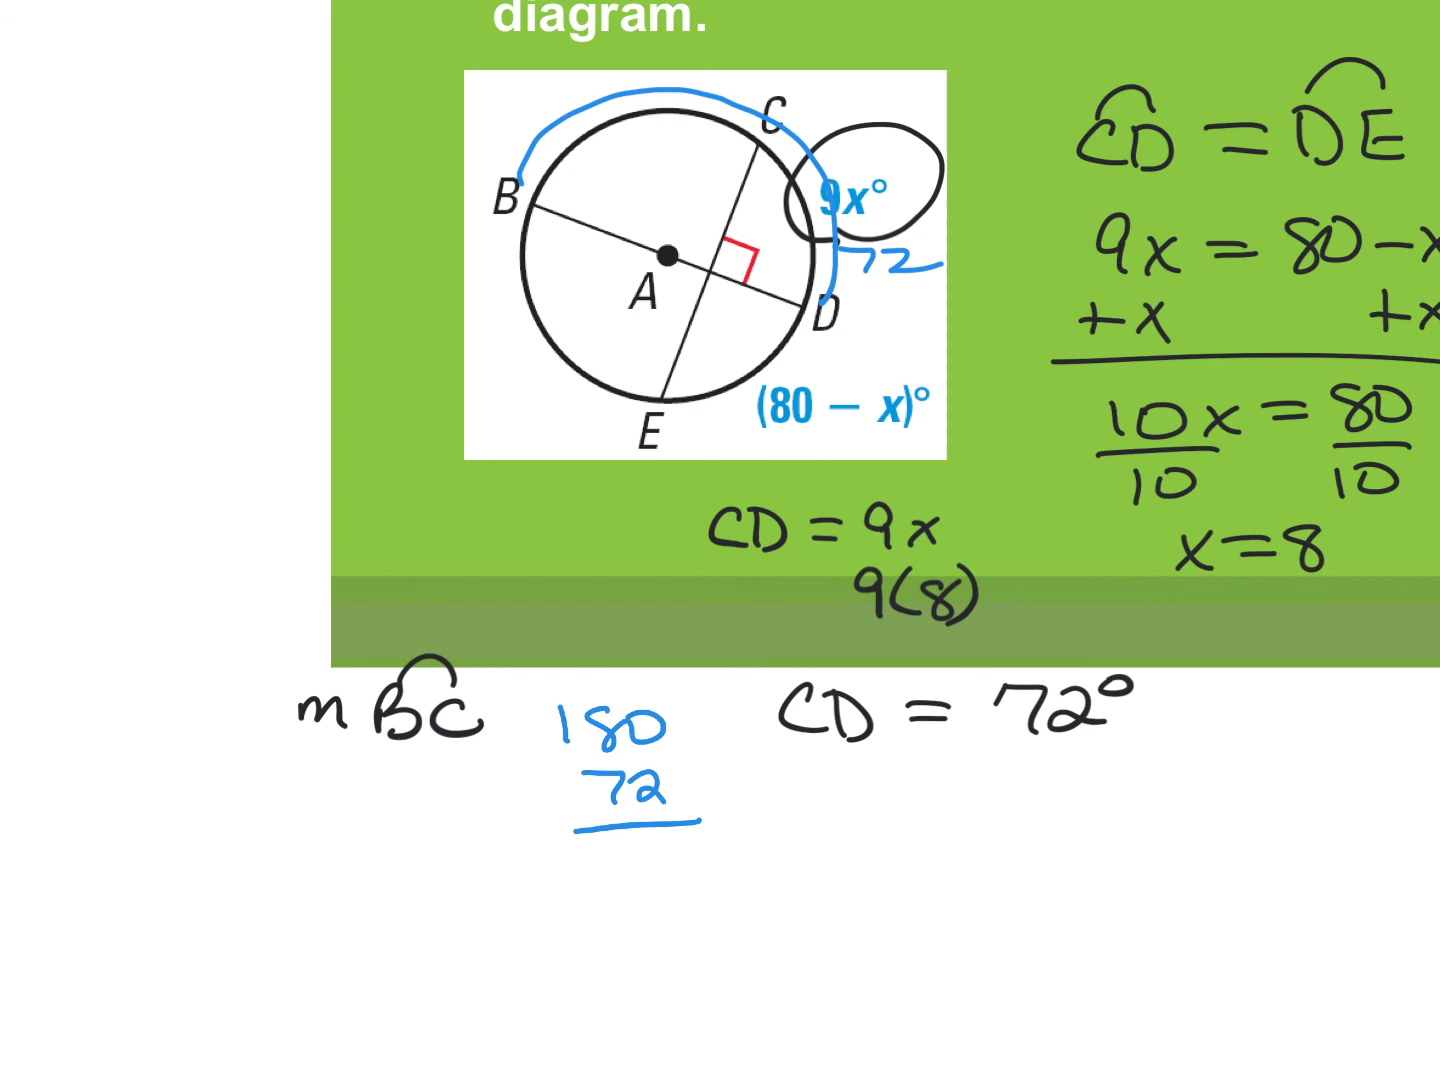 diagram.
C
B
9x°
72
A
D
E
(80 − x)°
CD = DE
9x = 80 − x
+x +x
10x = 80
10 10
x = 8
CD = 9x
9(8)
mBC
180
72
CD = 72°